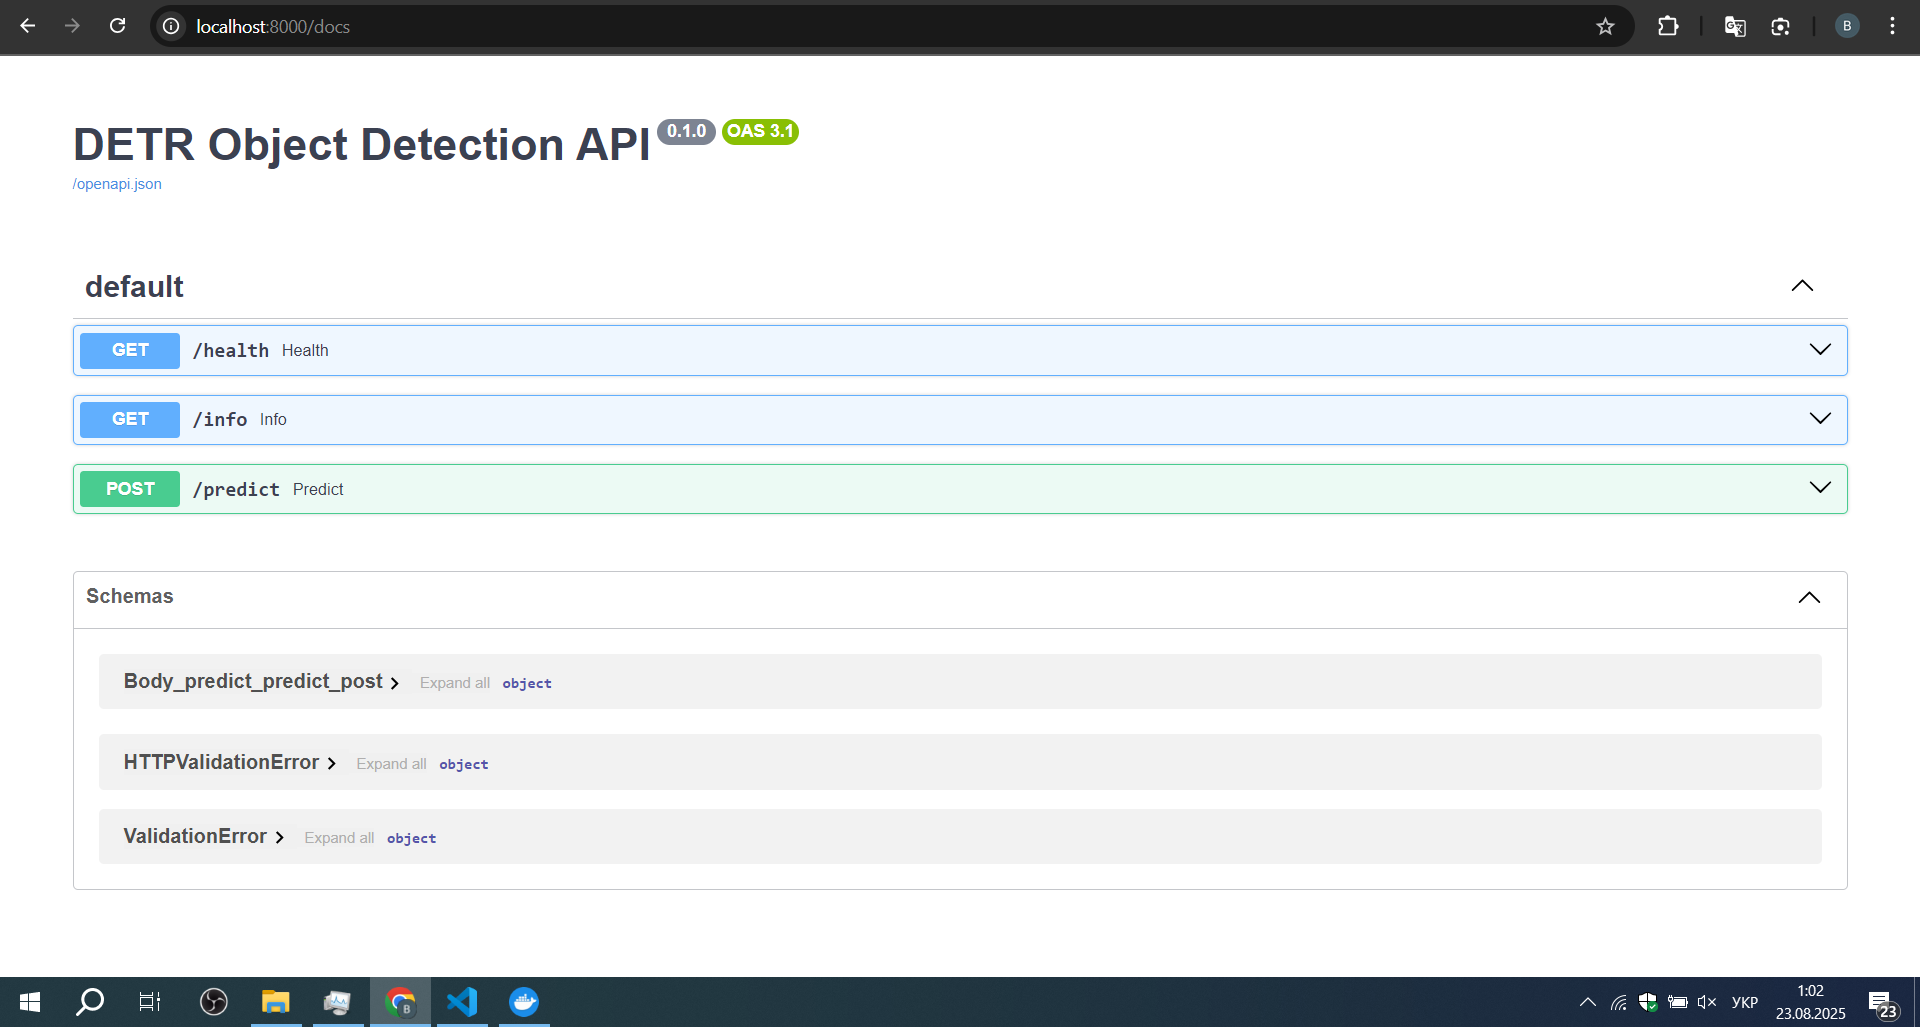 localhost:8000/docs
B
DETR Object Detection API 0.1.0 OAS 3.1
/openapi.json
default
GET /health Health
GET /info Info
POST /predict Predict
Schemas
Body_predict_predict_post Expand all object
HTTPValidationError Expand all object
ValidationError Expand all object
B
УКР
1:02
23.08.2025
23